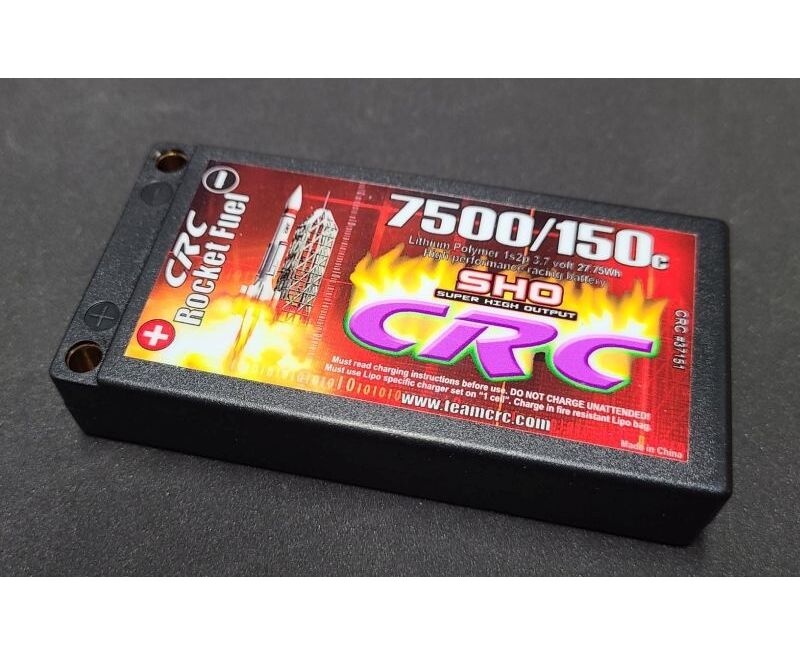 CRC
Rocket Fuel
7500/150c
Lithium Polymer 1s2p 3.7 volt 27.75Wh
High performance racing battery
SHO
SUPER HIGH OUTPUT
CRC
CRC #37151
Must read charging instructions before use. DO NOT CHARGE UNATTENDED!
Must use Lipo specific charger set on "1 cell". Charge in fire resistant Lipo bag.
www.teamcrc.com
Made in China